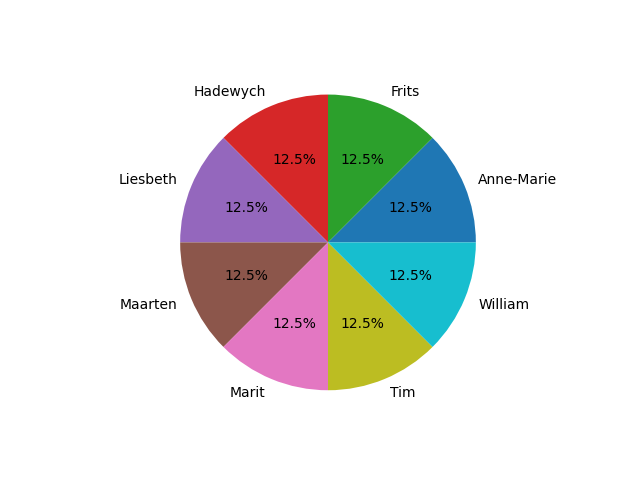 Hadewych
Frits
12.5%
12.5%
Liesbeth
Anne-Marie
12.5%
12.5%
12.5%
12.5%
Maarten
William
12.5%
12.5%
Marit
Tim